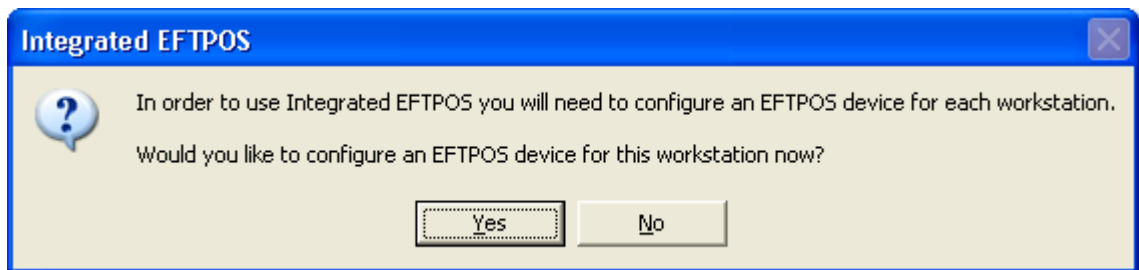 Integrated EFTPOS
In order to use Integrated EFTPOS you will need to configure an EFTPOS device for each workstation.
Would you like to configure an EFTPOS device for this workstation now?
Yes
No